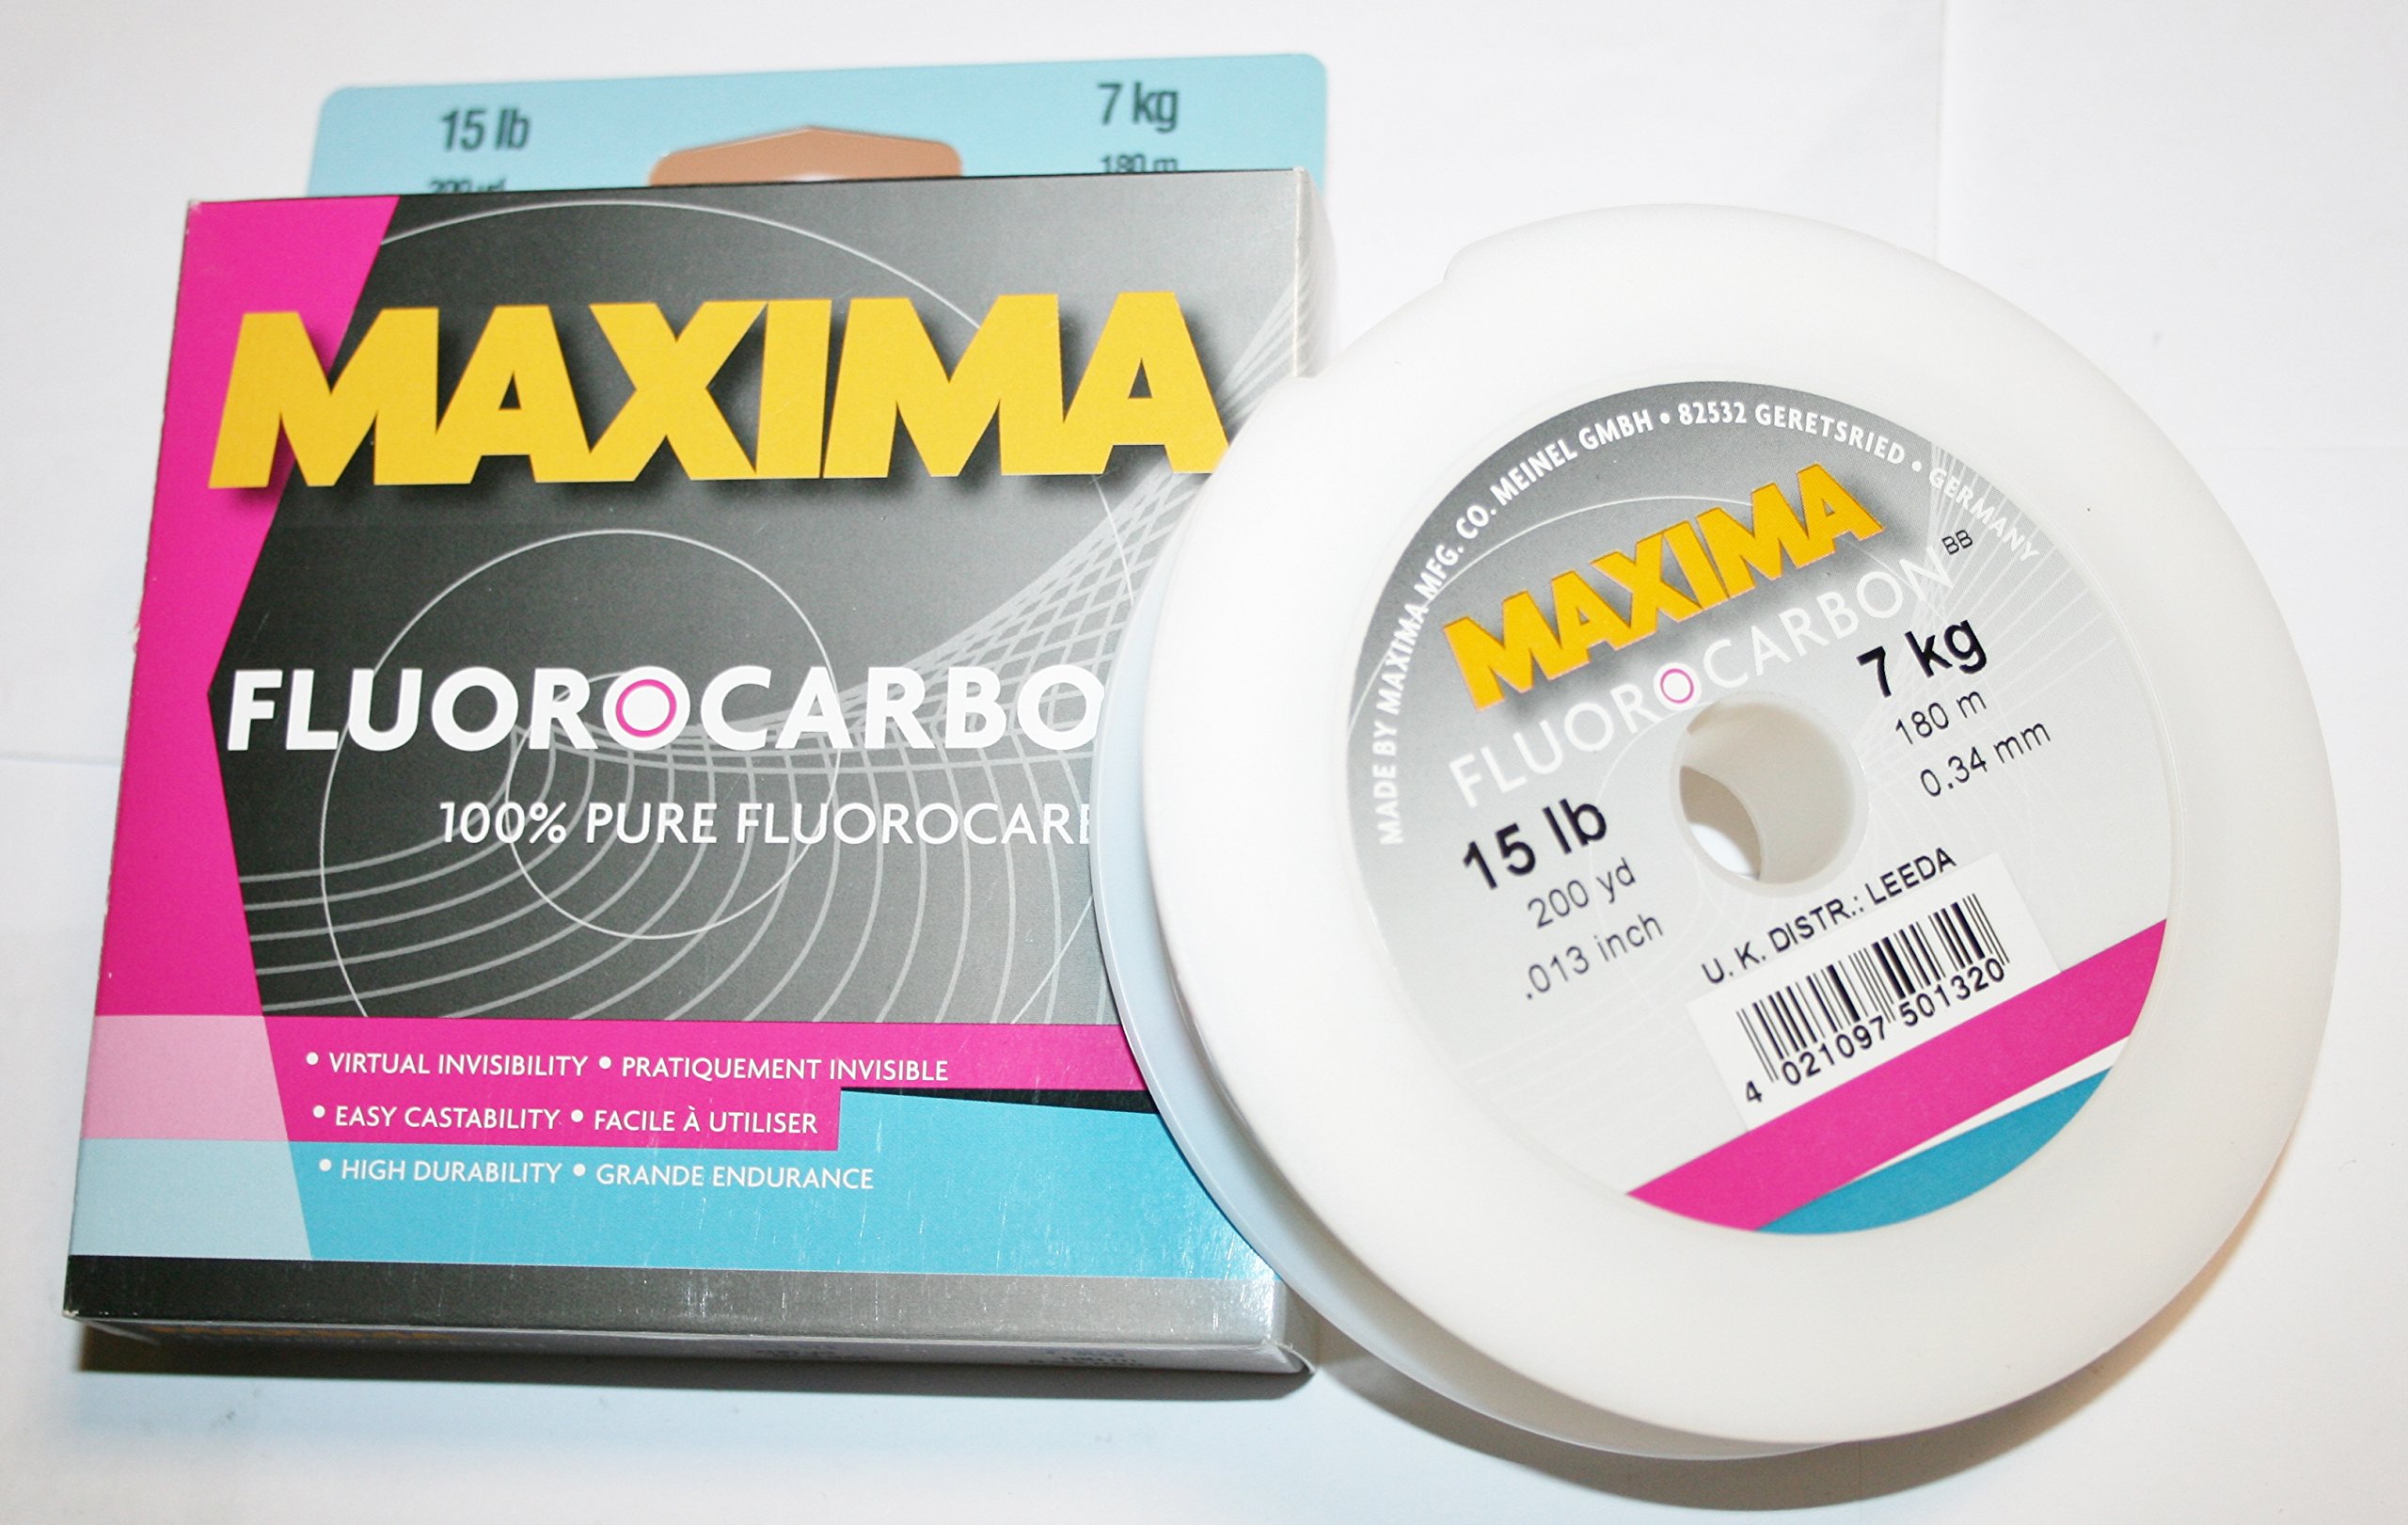 15 lb
7 kg
180 m
MAXIMA
FLUOROCARBO
100% PURE FLUOROCARB
• VIRTUAL INVISIBILITY • PRATIQUEMENT INVISIBLE
• EASY CASTABILITY • FACILE À UTILISER
• HIGH DURABILITY • GRANDE ENDURANCE
MADE BY MAXIMA MFG. CO. MEINEL GMBH • 82532 GERETSRIED • GERMANY
MAXIMA
FLUOROCARBON BB
15 lb
200 yd
.013 inch
7 kg
180 m
0.34 mm
U. K. DISTR.: LEEDA
4 021097 501320